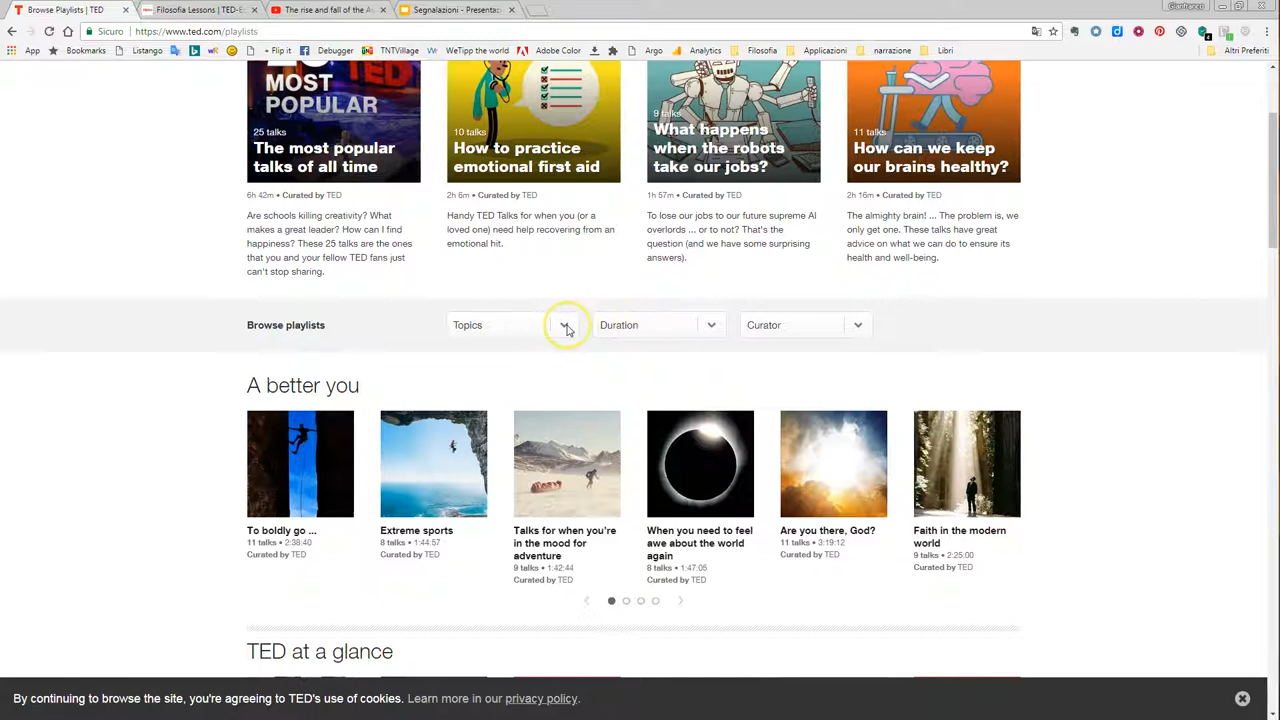 Browse Playlists | TED
Filosofia Lessons | TED-E
The rise and fall of the A
Segnalazioni - Presentaz
Gianfranco
Sicuro
https://www.ted.com/playlists
App
Bookmarks
Listango
+ Flip it
Debugger
TNTVillage
WeTipp the world
Adobe Color
Argo
Analytics
Filosofia
Applicazioni
narrazione
Libri
Altri Preferiti
MOST
POPULAR
TED
25 talks
The most popular
talks of all time
10 talks
How to practice
emotional first aid
9 talks
What happens
when the robots
take our jobs?
11 talks
How can we keep
our brains healthy?
6h 42m • Curated by TED
2h 6m • Curated by TED
1h 57m • Curated by TED
2h 16m • Curated by TED
Are schools killing creativity? What
makes a great leader? How can I find
happiness? These 25 talks are the ones
that you and your fellow TED fans just
can't stop sharing.
Handy TED Talks for when you (or a
loved one) need help recovering from an
emotional hit.
To lose our jobs to our future supreme AI
overlords ... or to not? That's the
question (and we have some surprising
answers).
The almighty brain! ... The problem is, we
only get one. These talks have great
advice on what we can do to ensure its
health and well-being.
Browse playlists
Topics
Duration
Curator
A better you
To boldly go ...
11 talks • 2:38:40
Curated by TED
Extreme sports
8 talks • 1:44:57
Curated by TED
Talks for when you're
in the mood for
adventure
9 talks • 1:42:44
Curated by TED
When you need to feel
awe about the world
again
8 talks • 1:47:05
Curated by TED
Are you there, God?
11 talks • 3:19:12
Curated by TED
Faith in the modern
world
9 talks • 2:25:00
Curated by TED
TED at a glance
By continuing to browse the site, you're agreeing to TED's use of cookies. Learn more in our privacy policy.